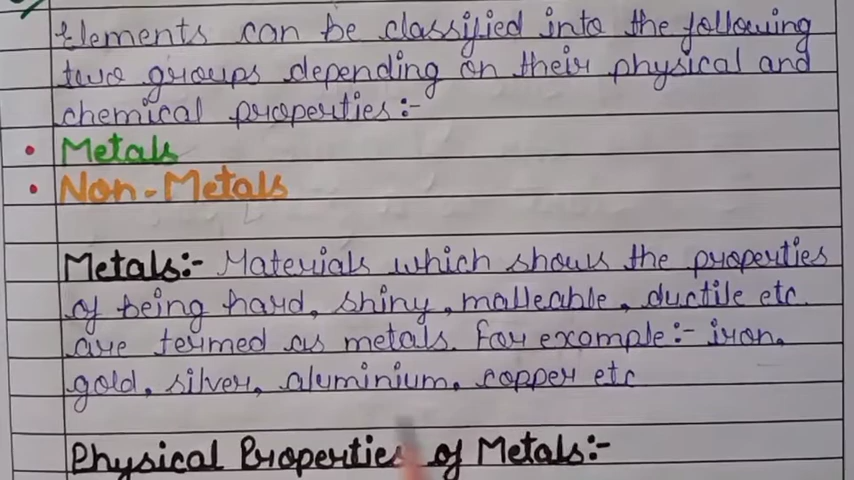 Elements can be classified into the following
two groups depending on their physical and
chemical properties:-
• Metals
• Non-Metals
Metals:- Materials which shows the properties
of being hard, shiny, malleable, ductile etc.
are termed as metals. For example:- iron,
gold, silver, aluminium, copper etc
Physical Properties of Metals:-